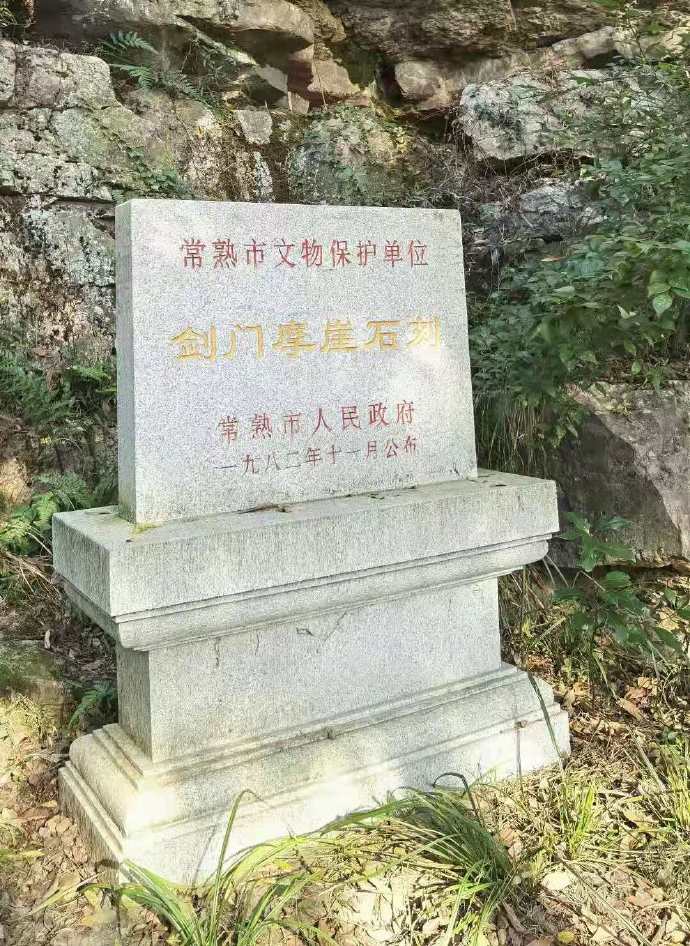 常熟市文物保护单位
剑门摩崖石刻
常熟市人民政府
一九八二年十一月公布